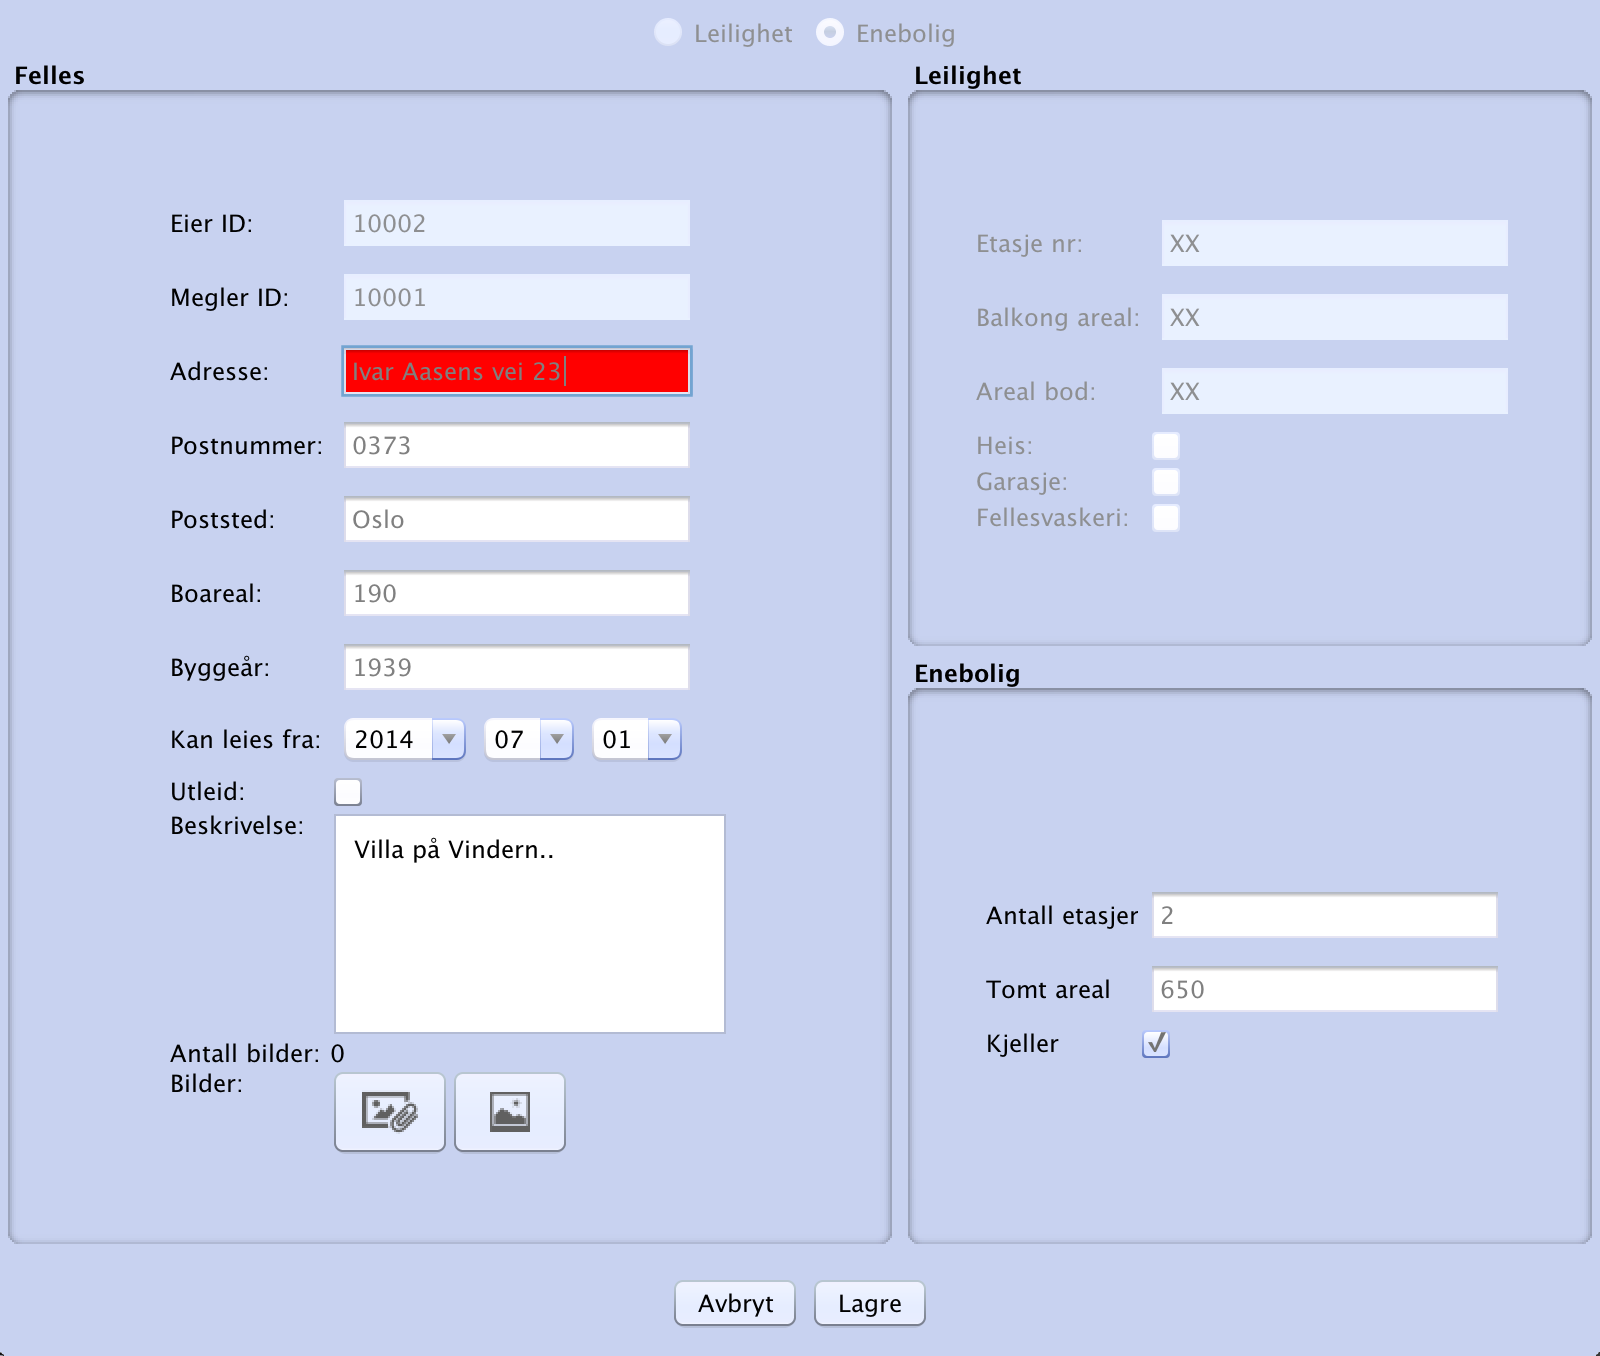 Leilighet Enebolig
Felles
Eier ID: 10002
Megler ID: 10001
Adresse: Ivar Aasens vei 23
Postnummer: 0373
Poststed: Oslo
Boareal: 190
Byggeår: 1939
Kan leies fra: 2014 07 01
Utleid:
Beskrivelse: Villa på Vindern..
Antall bilder: 0
Bilder:
Leilighet
Etasje nr: XX
Balkong areal: XX
Areal bod: XX
Heis:
Garasje:
Fellesvaskeri:
Enebolig
Antall etasjer 2
Tomt areal 650
Kjeller
Avbryt Lagre